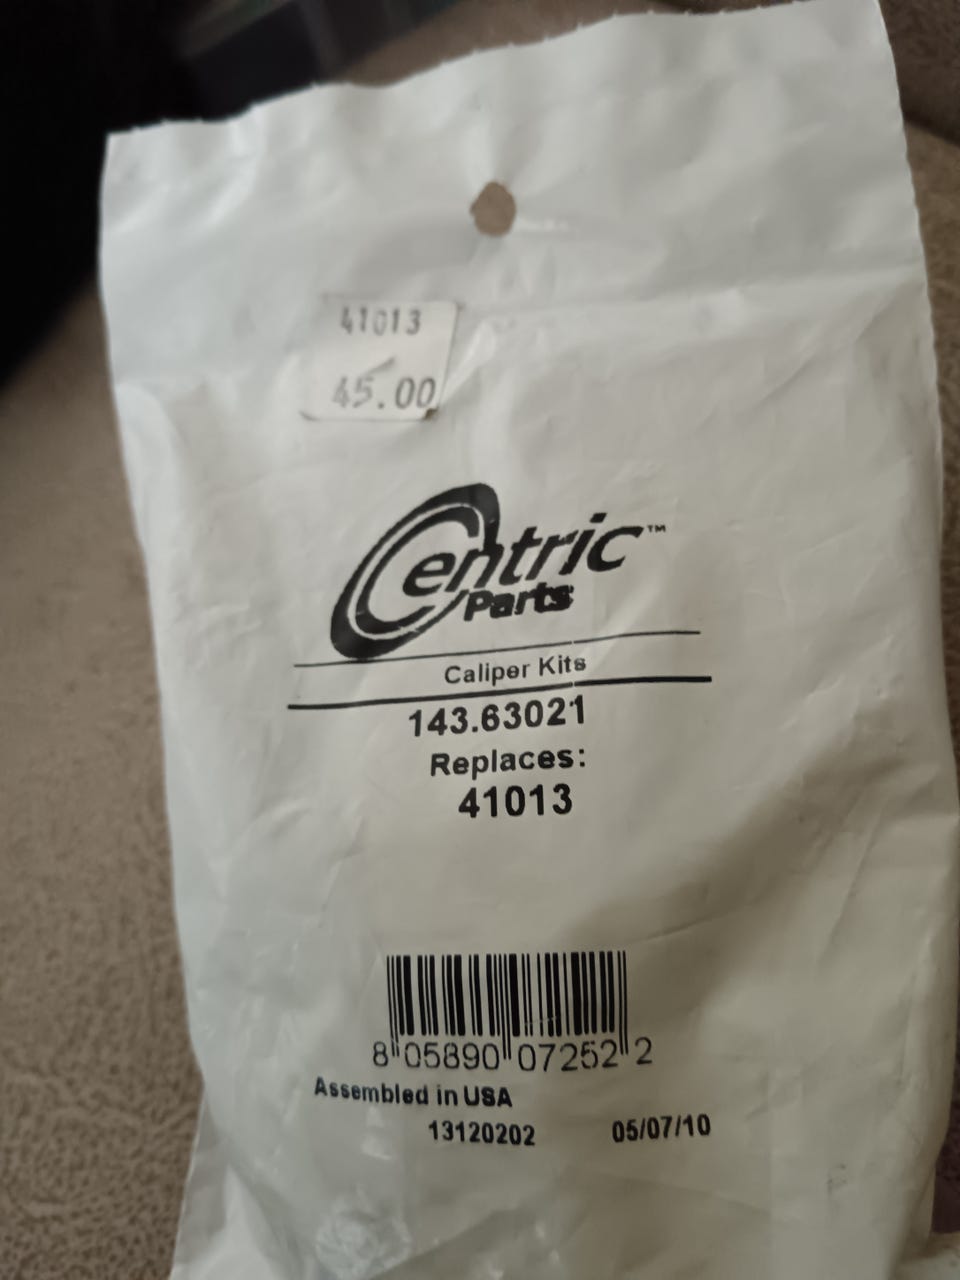 41013
45.00
Centric™
Parts
Caliper Kits
143.63021
Replaces:
41013
8 05890 07252 2
Assembled in USA
13120202 05/07/10